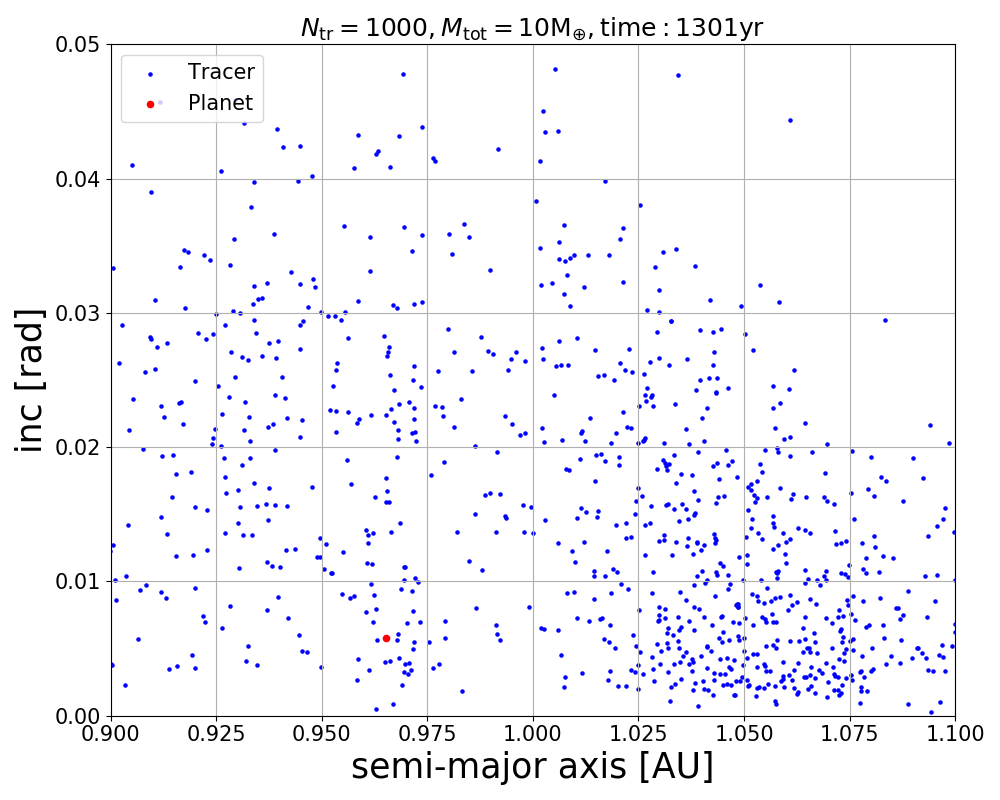 N_tr = 1000, M_tot = 10M_⊕, time : 1301yr
0.05
0.04
0.03
0.02
0.01
0.00
inc [rad]
Tracer
Planet
0.900 0.925 0.950 0.975 1.000 1.025 1.050 1.075 1.100
semi-major axis [AU]